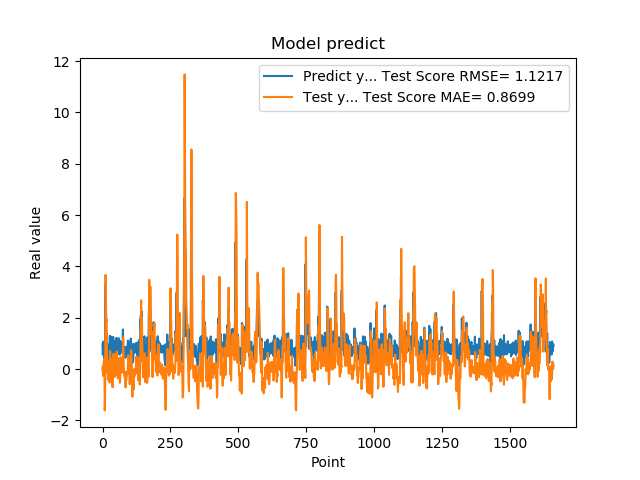 Model predict
Predict y... Test Score RMSE= 1.1217
Test y... Test Score MAE= 0.8699
12
10
8
6
4
2
0
−2
Real value
0 250 500 750 1000 1250 1500
Point